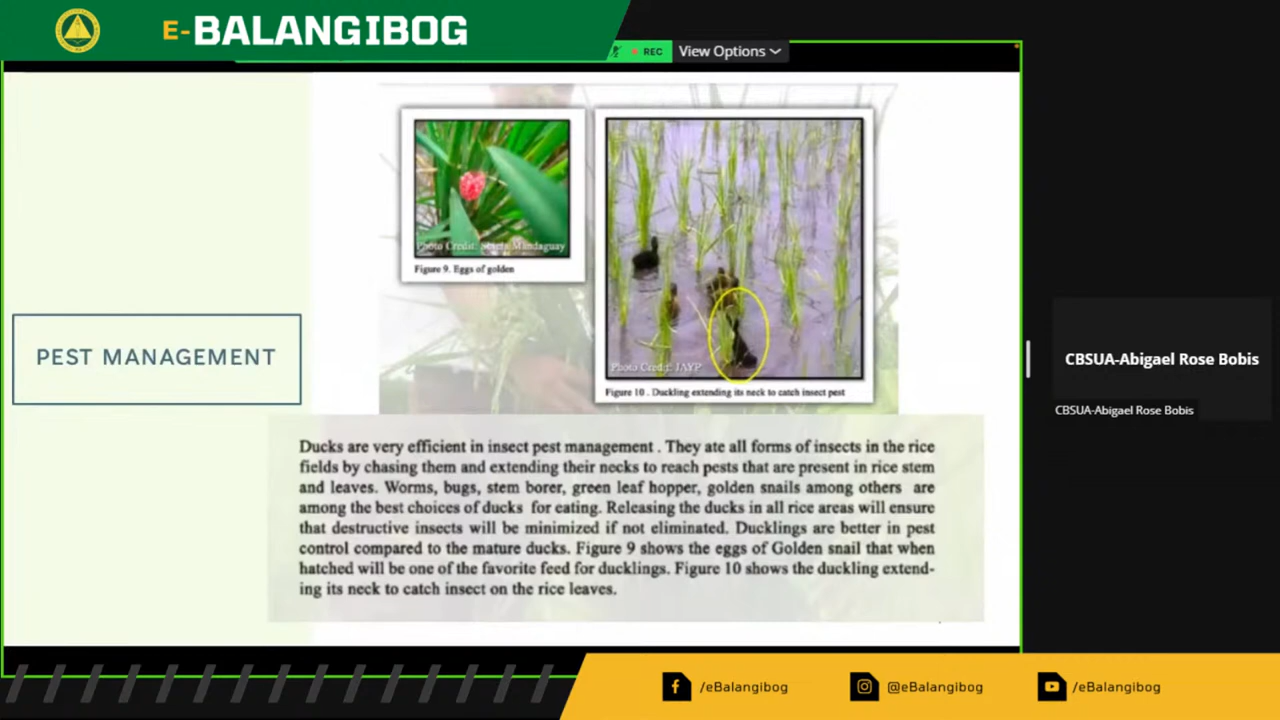 E-BALANGIBOG
REC
View Options
Photo Credit: Mandaguay
Figure 9. Eggs of golden
Photo Credit: JAYP
Figure 10 . Duckling extending its neck to catch insect pest
PEST MANAGEMENT
CBSUA-Abigael Rose Bobis
CBSUA-Abigael Rose Bobis
Ducks are very efficient in insect pest management . They ate all forms of insects in the rice
fields by chasing them and extending their necks to reach pests that are present in rice stem
and leaves. Worms, bugs, stem borer, green leaf hopper, golden snails among others are
among the best choices of ducks for eating. Releasing the ducks in all rice areas will ensure
that destructive insects will be minimized if not eliminated. Ducklings are better in pest
control compared to the mature ducks. Figure 9 shows the eggs of Golden snail that when
hatched will be one of the favorite feed for ducklings. Figure 10 shows the duckling extend-
ing its neck to catch insect on the rice leaves.
/eBalangibog
@eBalangibog
/eBalangibog